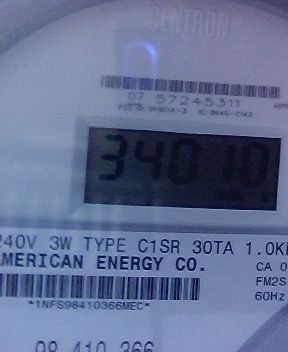 CENTRON
07 57245311
34010
240V 3W TYPE C1SR 30TA 1.0K
AMERICAN ENERGY CO.
CA 0
FM2S
60Hz
*1NFS98410366MEC*
98 410 366